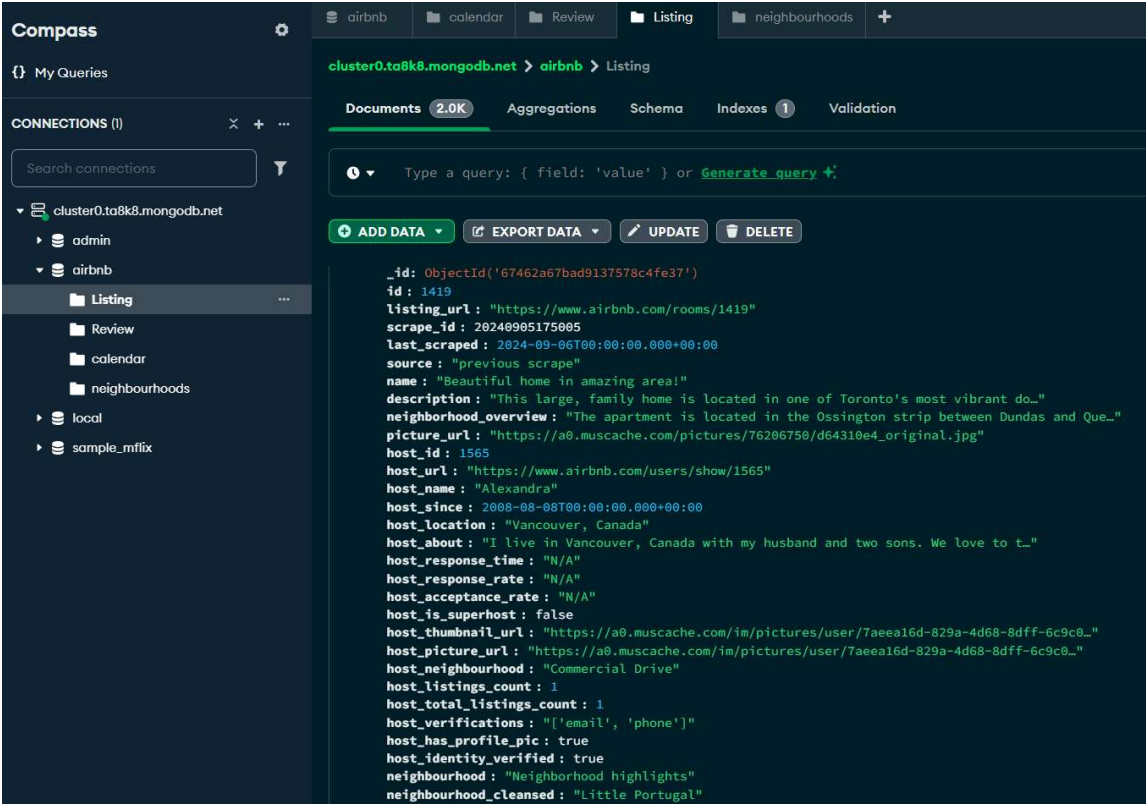 Compass
{} My Queries
CONNECTIONS (1)
Search connections
cluster0.ta8k8.mongodb.net
admin
airbnb
Listing
Review
calendar
neighbourhoods
local
sample_mflix
airbnb
calendar
Review
Listing
neighbourhoods
cluster0.ta8k8.mongodb.net > airbnb > Listing
Documents 2.0K Aggregations Schema Indexes 1 Validation
Type a query: { field: 'value' } or Generate query
ADD DATA EXPORT DATA UPDATE DELETE
_id: ObjectId('67462a67bad9137578c4fe37')
id : 1419
listing_url : "https://www.airbnb.com/rooms/1419"
scrape_id : 20240905175005
last_scraped : 2024-09-06T00:00:00.000+00:00
source : "previous scrape"
name : "Beautiful home in amazing area!"
description : "This large, family home is located in one of Toronto's most vibrant do…"
neighborhood_overview : "The apartment is located in the Ossington strip between Dundas and Que…"
picture_url : "https://a0.muscache.com/pictures/76206750/d64310e4_original.jpg"
host_id : 1565
host_url : "https://www.airbnb.com/users/show/1565"
host_name : "Alexandra"
host_since : 2008-08-08T00:00:00.000+00:00
host_location : "Vancouver, Canada"
host_about : "I live in Vancouver, Canada with my husband and two sons. We love to t…"
host_response_time : "N/A"
host_response_rate : "N/A"
host_acceptance_rate : "N/A"
host_is_superhost : false
host_thumbnail_url : "https://a0.muscache.com/im/pictures/user/7aeea16d-829a-4d68-8dff-6c9c0…"
host_picture_url : "https://a0.muscache.com/im/pictures/user/7aeea16d-829a-4d68-8dff-6c9c0…"
host_neighbourhood : "Commercial Drive"
host_listings_count : 1
host_total_listings_count : 1
host_verifications : "['email', 'phone']"
host_has_profile_pic : true
host_identity_verified : true
neighbourhood : "Neighborhood highlights"
neighbourhood_cleansed : "Little Portugal"